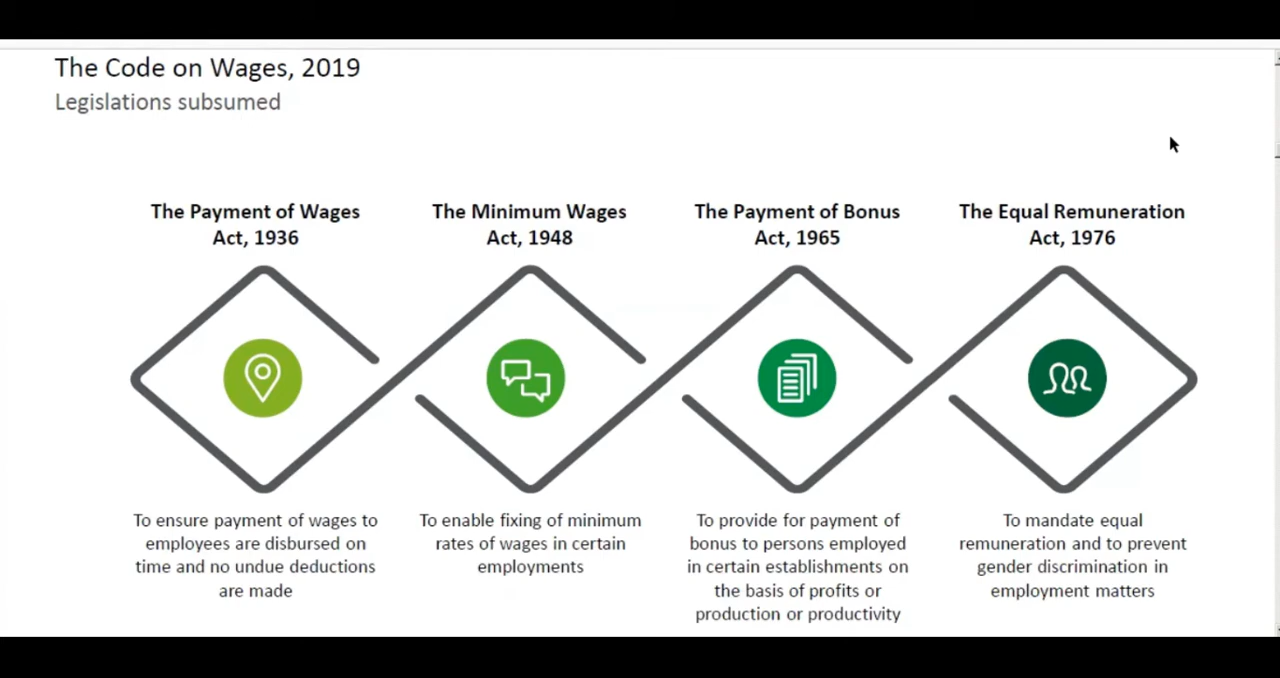 The Code on Wages, 2019
Legislations subsumed
The Payment of Wages
Act, 1936
To ensure payment of wages to
employees are disbursed on
time and no undue deductions
are made
The Minimum Wages
Act, 1948
To enable fixing of minimum
rates of wages in certain
employments
The Payment of Bonus
Act, 1965
To provide for payment of
bonus to persons employed
in certain establishments on
the basis of profits or
production or productivity
The Equal Remuneration
Act, 1976
To mandate equal
remuneration and to prevent
gender discrimination in
employment matters